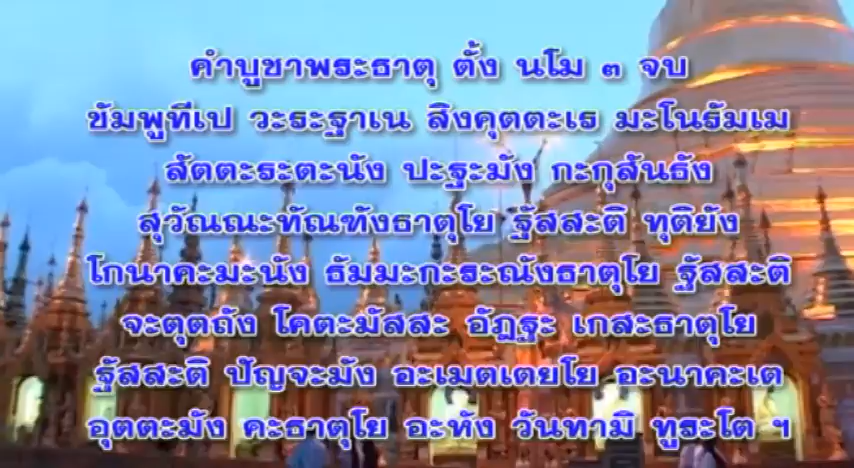 คำบูชาพระธาตุ ตั้ง นโม ๓ จบ
ชัมพูทีเป วะระฐาเน สิงคุตตะเร มะโนรัมเม
สัตตะระตะนัง ปะฐะมัง กะกุสันธัง
สุวัณณะทัณฑังธาตุโย ฐัสสะติ ทุติยัง
โกนาคะมะนัง ธัมมะกะระณังธาตุโย ฐัสสะติ
จะตุตถัง โคตะมัสสะ อัฏฐะ เกสะธาตุโย
ฐัสสะติ ปัญจะมัง อะเมตเตยโย อะนาคะเต
อุตตะมัง คะธาตุโย อะหัง วันทามิ ทูระโต ฯ